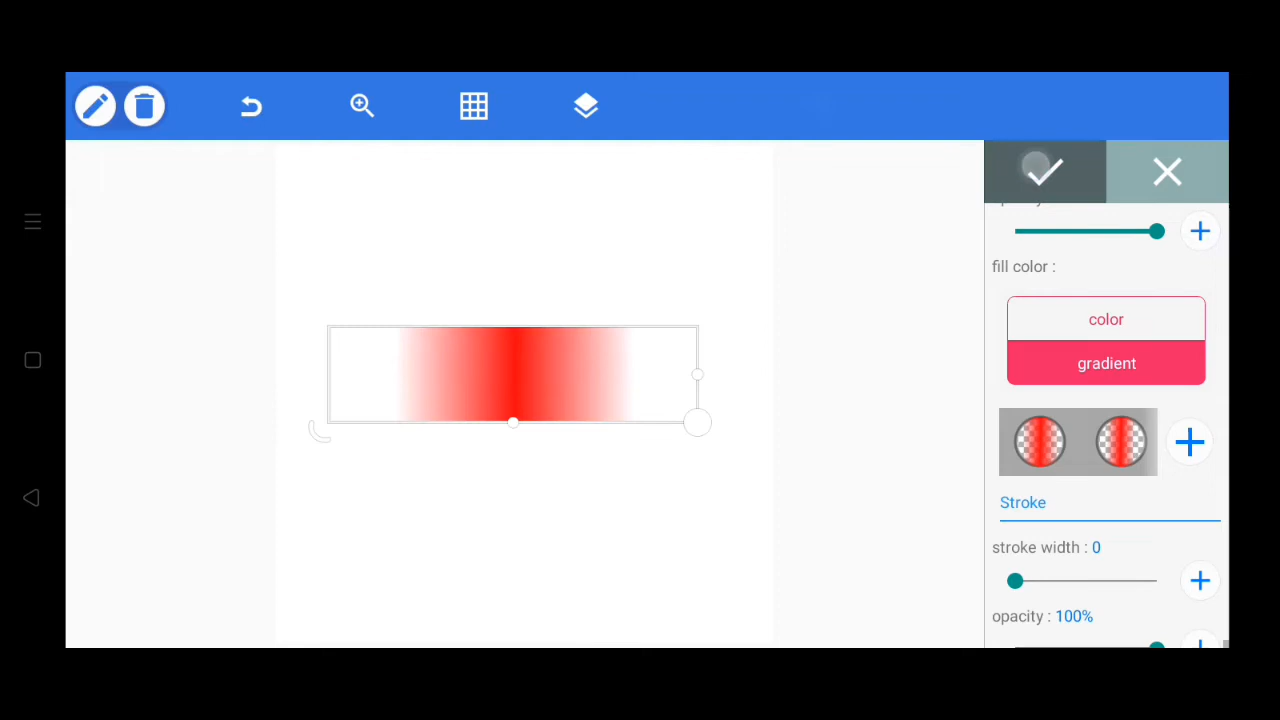 fill color :
color
gradient
Stroke
stroke width : 0
opacity : 100%